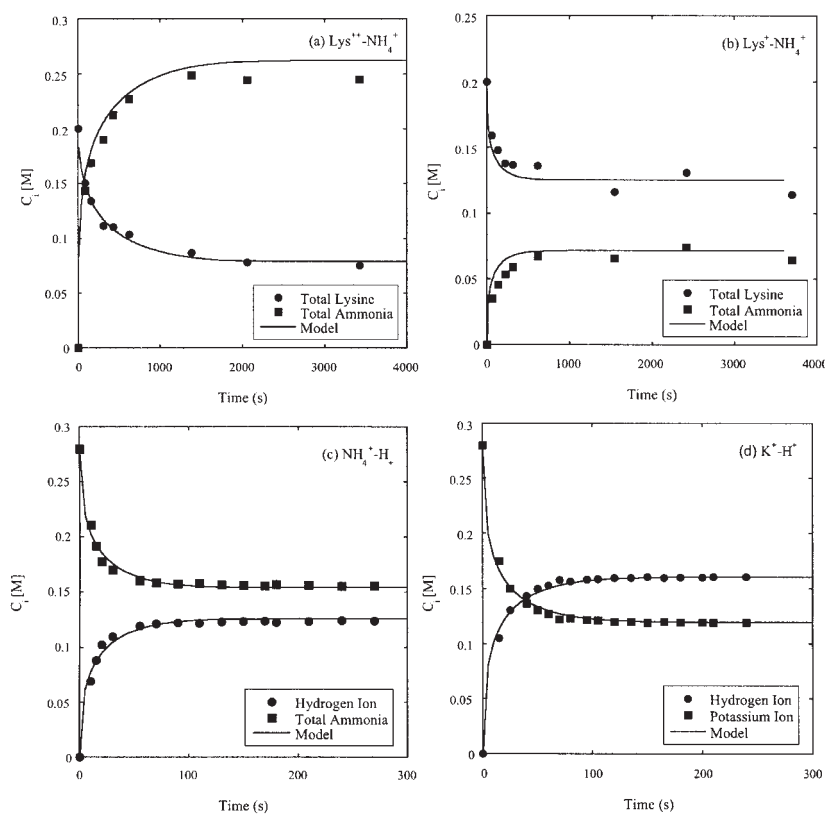 0.3
(a) Lys⁺⁺-NH₄⁺
0.25
0.2
Cᵢ [M]
0.15
0.1
Total Lysine
0.05
Total Ammonia
Model
0
0 1000 2000 3000 4000
Time (s)
0.25
(b) Lys⁺-NH₄⁺
0.2
0.15
Cᵢ [M]
0.1
Total Lysine
0.05
Total Ammonia
Model
0
0 1000 2000 3000 4000
Time (s)
0.3
(c) NH₄⁺-H₊
0.25
0.2
Cᵢ [M]
0.15
0.1
Hydrogen Ion
0.05
Total Ammonia
Model
0
0 100 200 300
Time (s)
0.3
(d) K⁺-H⁺
0.25
0.2
Cᵢ [M]
0.15
0.1
Hydrogen Ion
0.05
Potassium Ion
Model
0
0 100 200 300
Time (s)